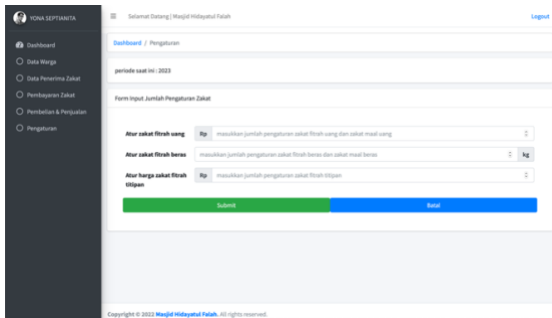 YONA SEPTIANITA
Selamat Datang | Masjid Hidayatul Falah
Logout
Dashboard
Data Warga
Data Penerima Zakat
Pembayaran Zakat
Pembelian & Penjualan
Pengaturan
Dashboard / Pengaturan
periode saat ini : 2023
Form Input Jumlah Pengaturan Zakat
Atur zakat fitrah uang
Rp
masukkan jumlah pengaturan zakat fitrah uang dan zakat maal uang
Atur zakat fitrah beras
masukkan jumlah pengaturan zakat fitrah beras dan zakat maal beras
kg
Atur harga zakat fitrah
titipan
Rp
masukkan jumlah pengaturan zakat fitrah titipan
Submit
Batal
Copyright © 2022 Masjid Hidayatul Falah. All rights reserved.